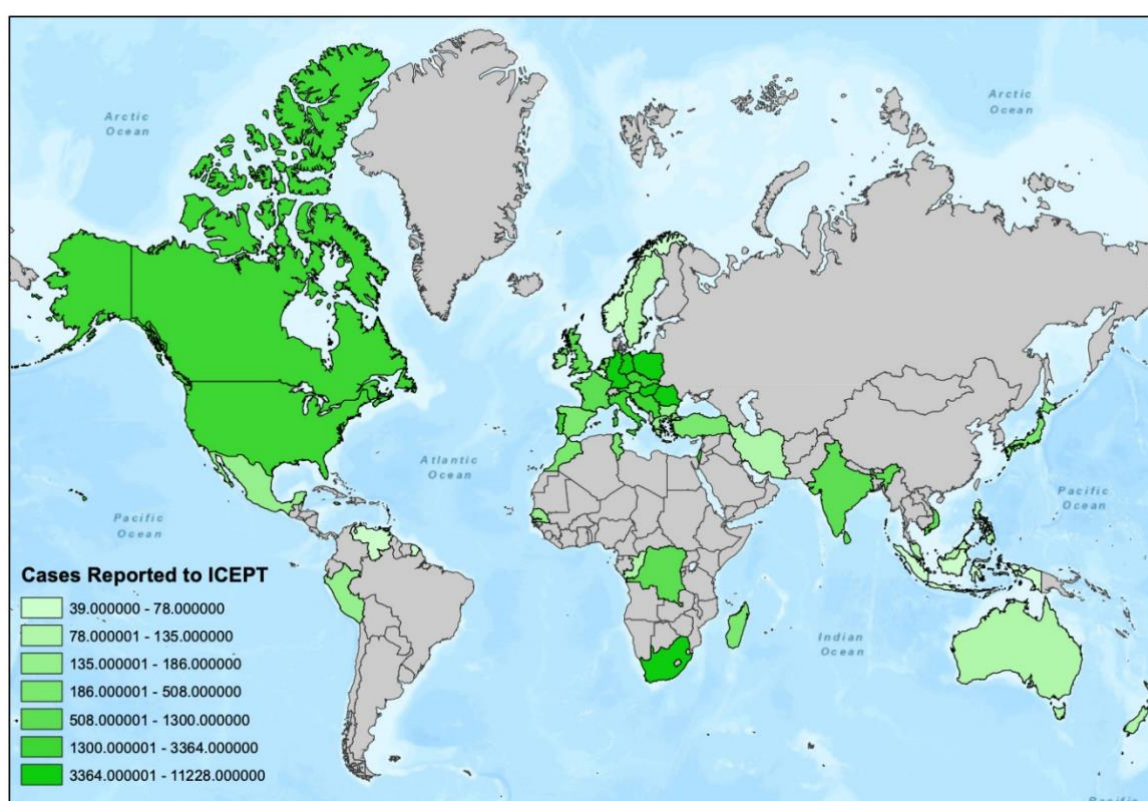 Arctic
Ocean
Arctic
Ocean
Atlantic
Ocean
Pacific
Ocean
Pacific
Ocean
Indian
Ocean
Cases Reported to ICEPT
39.000000 - 78.000000
78.000001 - 135.000000
135.000001 - 186.000000
186.000001 - 508.000000
508.000001 - 1300.000000
1300.000001 - 3364.000000
3364.000001 - 11228.000000